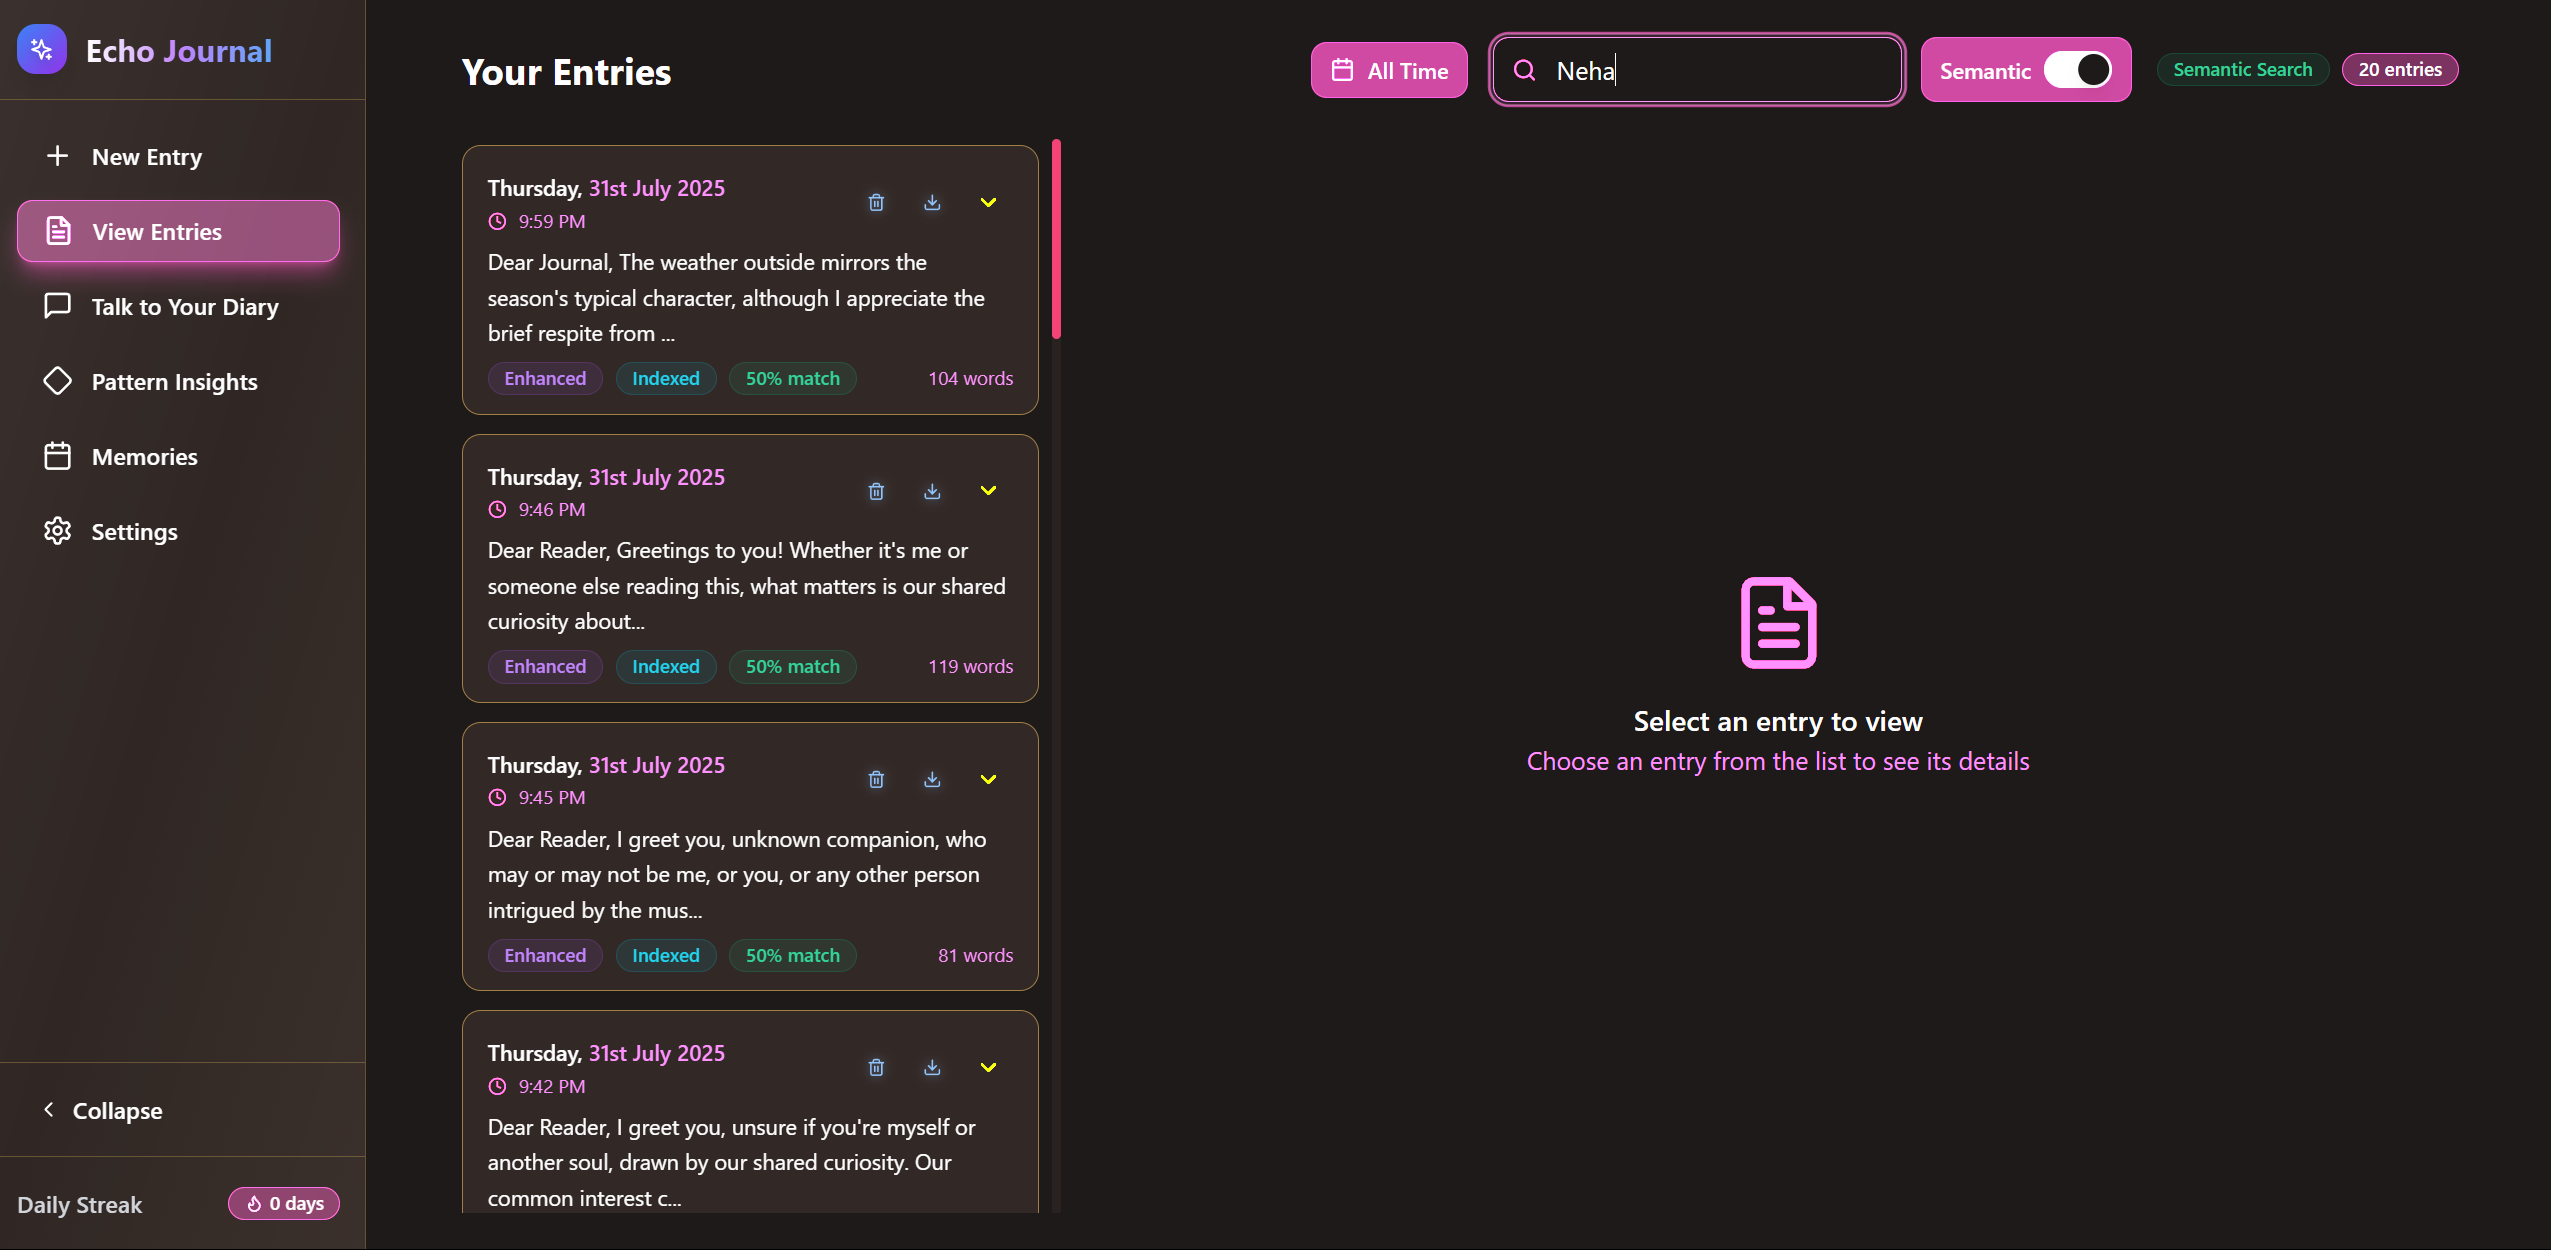 Echo Journal
New Entry
View Entries
Talk to Your Diary
Pattern Insights
Memories
Settings
Collapse
Daily Streak
0 days
Your Entries
All Time
Neha
Semantic
Semantic Search
20 entries
Thursday, 31st July 2025
9:59 PM
Dear Journal, The weather outside mirrors the
season's typical character, although I appreciate the
brief respite from ...
Enhanced Indexed 50% match 104 words
Thursday, 31st July 2025
9:46 PM
Dear Reader, Greetings to you! Whether it's me or
someone else reading this, what matters is our shared
curiosity about...
Enhanced Indexed 50% match 119 words
Thursday, 31st July 2025
9:45 PM
Dear Reader, I greet you, unknown companion, who
may or may not be me, or you, or any other person
intrigued by the mus...
Enhanced Indexed 50% match 81 words
Thursday, 31st July 2025
9:42 PM
Dear Reader, I greet you, unsure if you're myself or
another soul, drawn by our shared curiosity. Our
common interest c...
Select an entry to view
Choose an entry from the list to see its details